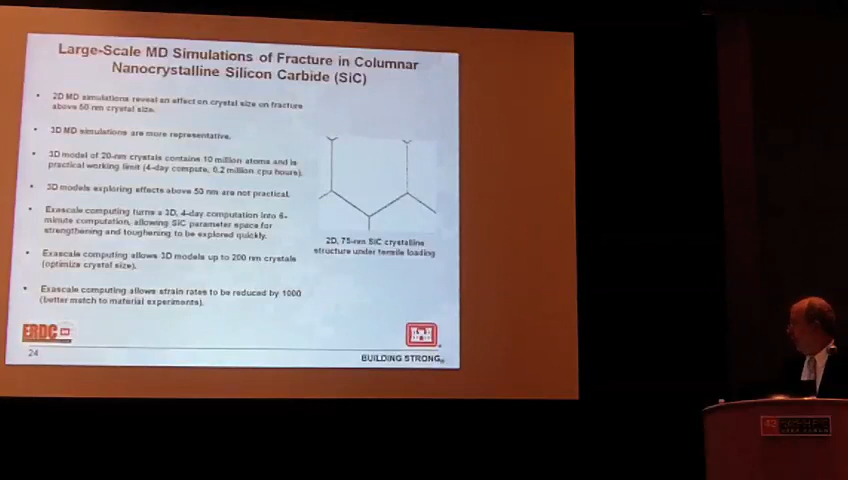 Large-Scale MD Simulations of Fracture in Columnar
Nanocrystalline Silicon Carbide (SiC)
• 2D MD simulations reveal an effect on crystal size on fracture
above 50 nm crystal size.
• 3D MD simulations are more representative.
• 3D model of 20-nm crystals contains 10 million atoms and is
practical working limit (4-day compute, 0.2 million cpu hours).
• 3D models exploring effects above 50 nm are not practical.
• Exascale computing turns a 3D, 4-day computation into 6-
minute computation, allowing SiC parameter space for
strengthening and toughening to be explored quickly.
• Exascale computing allows 3D models up to 200 nm crystals
(optimize crystal size).
• Exascale computing allows strain rates to be reduced by 1000
(better match to material experiments).
2D, 75-nm SiC crystalline
structure under tensile loading
ERDC
24
BUILDING STRONG®